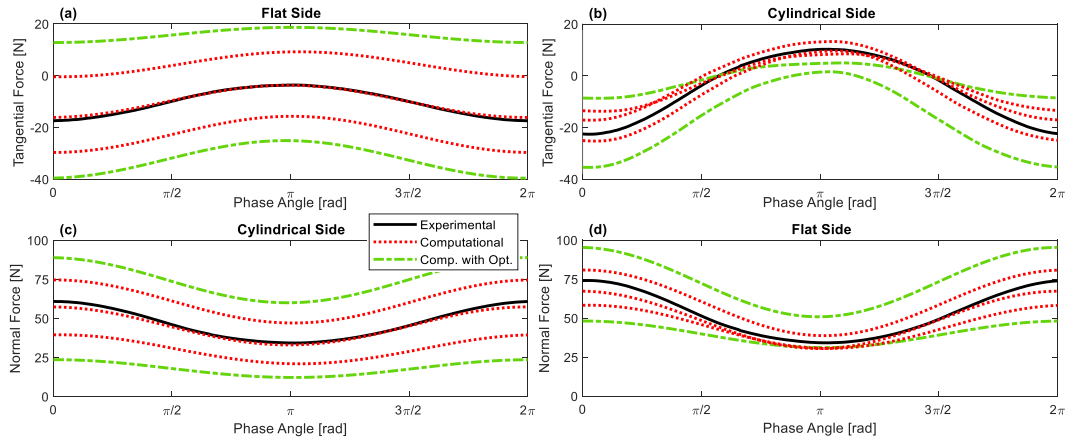 (a) Flat Side
Tangential Force [N]
20
0
-20
-40
0 π/2 π 3π/2 2π
Phase Angle [rad]
(b) Cylindrical Side
Tangential Force [N]
20
0
-20
-40
0 π/2 π 3π/2 2π
Phase Angle [rad]
Experimental
Computational
Comp. with Opt.
(c) Cylindrical Side
Normal Force [N]
100
75
50
25
0
0 π/2 π 3π/2 2π
Phase Angle [rad]
(d) Flat Side
Normal Force [N]
100
75
50
25
0
0 π/2 π 3π/2 2π
Phase Angle [rad]